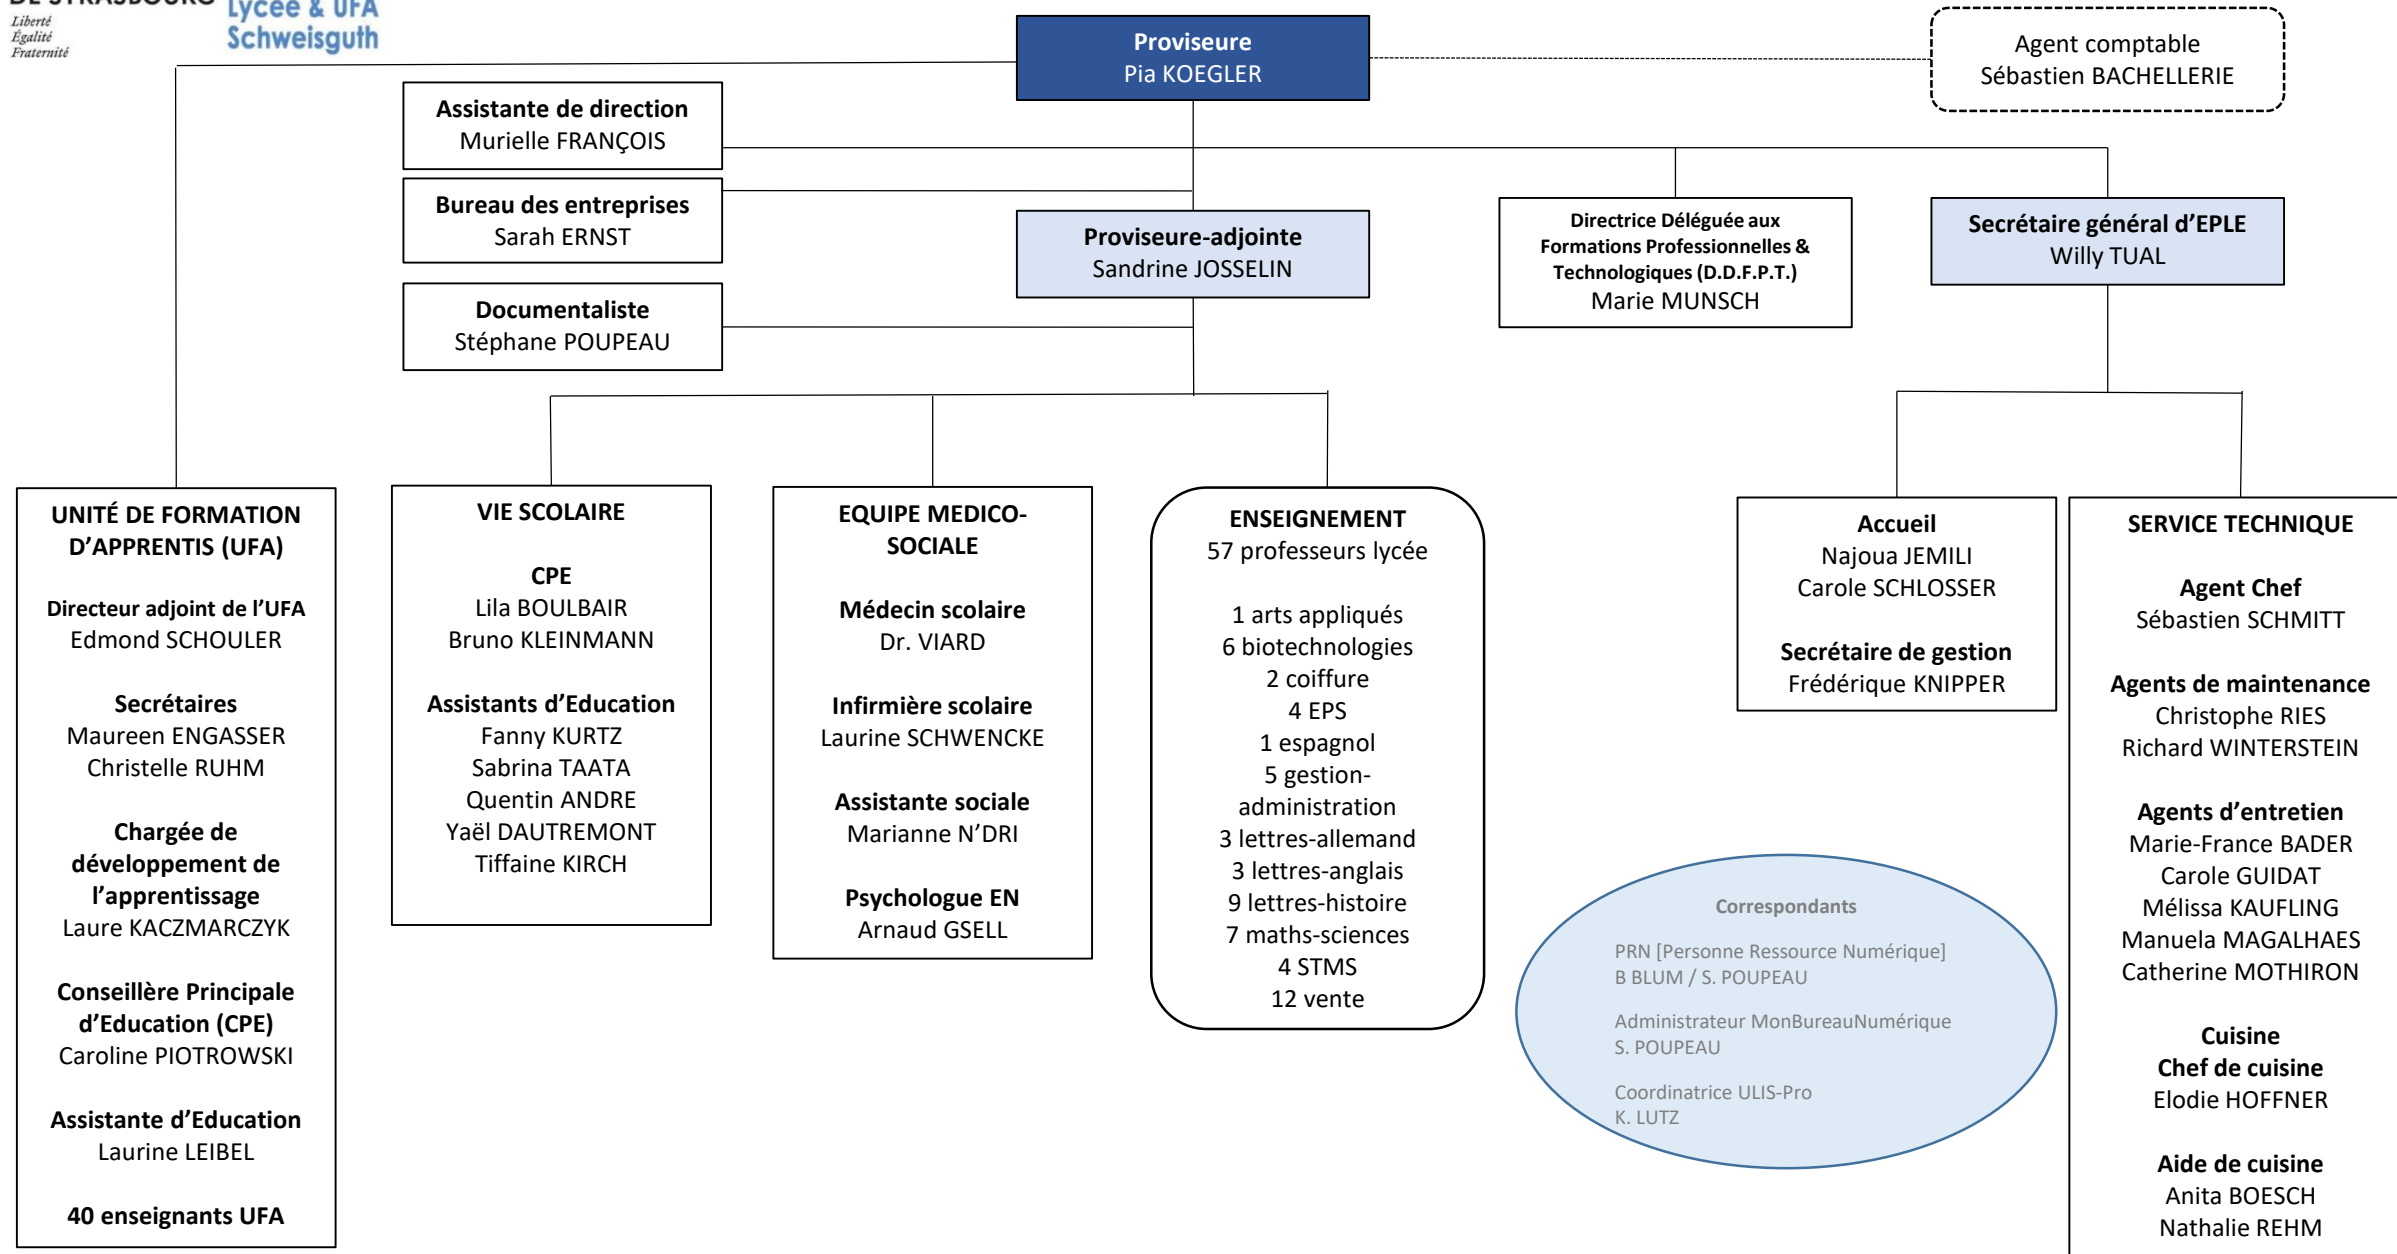 DE STRASBOURG
Liberté
Égalité
Fraternité
Lycée & UFA
Schweisguth
Proviseure
Pia KOEGLER
Agent comptable
Sébastien BACHELLERIE
Assistante de direction
Murielle FRANÇOIS
Bureau des entreprises
Sarah ERNST
Documentaliste
Stéphane POUPEAU
Proviseure-adjointe
Sandrine JOSSELIN
Directrice Déléguée aux
Formations Professionnelles &
Technologiques (D.D.F.P.T.)
Marie MUNSCH
Secrétaire général d’EPLE
Willy TUAL
UNITÉ DE FORMATION
D'APPRENTIS (UFA)
Directeur adjoint de l’UFA
Edmond SCHOULER
Secrétaires
Maureen ENGASSER
Christelle RUHM
Chargée de
développement de
l’apprentissage
Laure KACZMARCZYK
Conseillère Principale
d’Education (CPE)
Caroline PIOTROWSKI
Assistante d’Education
Laurine LEIBEL
40 enseignants UFA
VIE SCOLAIRE
CPE
Lila BOULBAIR
Bruno KLEINMANN
Assistants d’Education
Fanny KURTZ
Sabrina TAATA
Quentin ANDRE
Yaël DAUTREMONT
Tiffaine KIRCH
EQUIPE MEDICO-
SOCIALE
Médecin scolaire
Dr. VIARD
Infirmière scolaire
Laurine SCHWENCKE
Assistante sociale
Marianne N’DRI
Psychologue EN
Arnaud GSELL
ENSEIGNEMENT
57 professeurs lycée
1 arts appliqués
6 biotechnologies
2 coiffure
4 EPS
1 espagnol
5 gestion-
administration
3 lettres-allemand
3 lettres-anglais
9 lettres-histoire
7 maths-sciences
4 STMS
12 vente
Accueil
Najoua JEMILI
Carole SCHLOSSER
Secrétaire de gestion
Frédérique KNIPPER
SERVICE TECHNIQUE
Agent Chef
Sébastien SCHMITT
Agents de maintenance
Christophe RIES
Richard WINTERSTEIN
Agents d’entretien
Marie-France BADER
Carole GUIDAT
Mélissa KAUFLING
Manuela MAGALHAES
Catherine MOTHIRON
Cuisine
Chef de cuisine
Elodie HOFFNER
Aide de cuisine
Anita BOESCH
Nathalie REHM
Correspondants
PRN [Personne Ressource Numérique]
B BLUM / S. POUPEAU
Administrateur MonBureauNumérique
S. POUPEAU
Coordinatrice ULIS-Pro
K. LUTZ